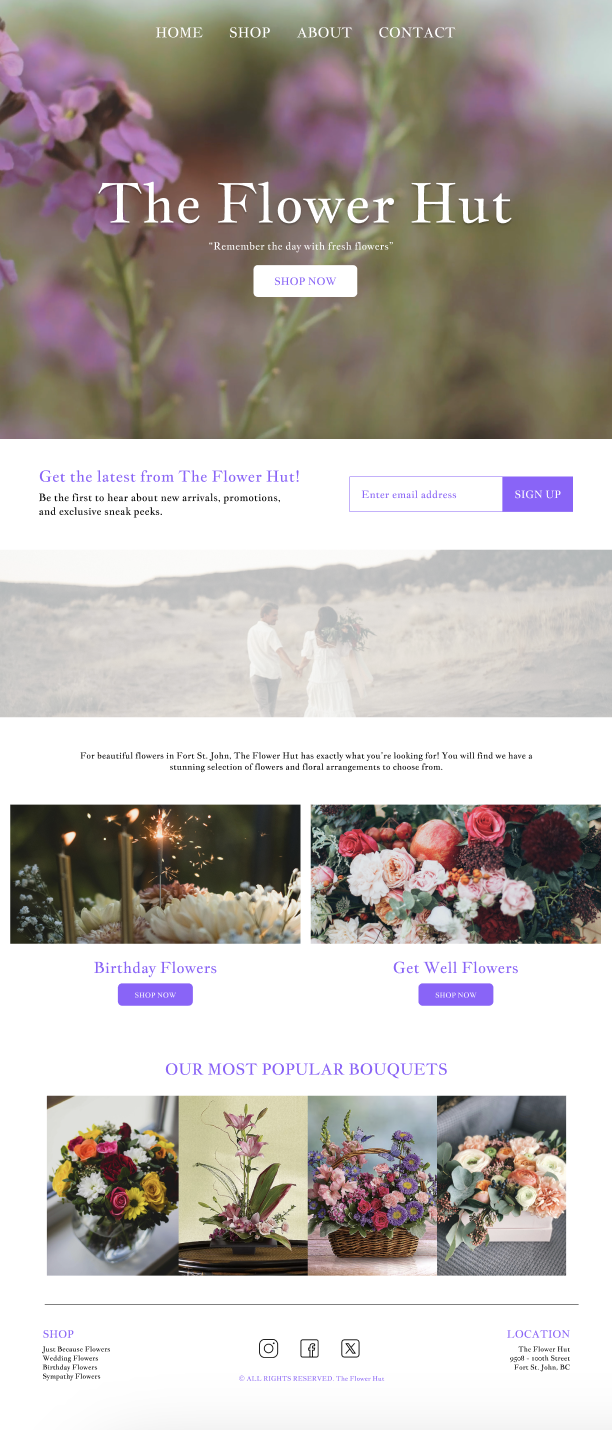 HOME SHOP ABOUT CONTACT
The Flower Hut
“Remember the day with fresh flowers”
SHOP NOW
Get the latest from The Flower Hut!
Be the first to hear about new arrivals, promotions,
and exclusive sneak peeks.
Enter email address
SIGN UP
For beautiful flowers in Fort St. John, The Flower Hut has exactly what you're looking for! You will find we have a
stunning selection of flowers and floral arrangements to choose from.
Birthday Flowers
SHOP NOW
Get Well Flowers
SHOP NOW
OUR MOST POPULAR BOUQUETS
SHOP
Just Because Flowers
Wedding Flowers
Birthday Flowers
Sympathy Flowers
© ALL RIGHTS RESERVED. The Flower Hut
LOCATION
The Flower Hut
9508 - 100th Street
Fort St. John, BC